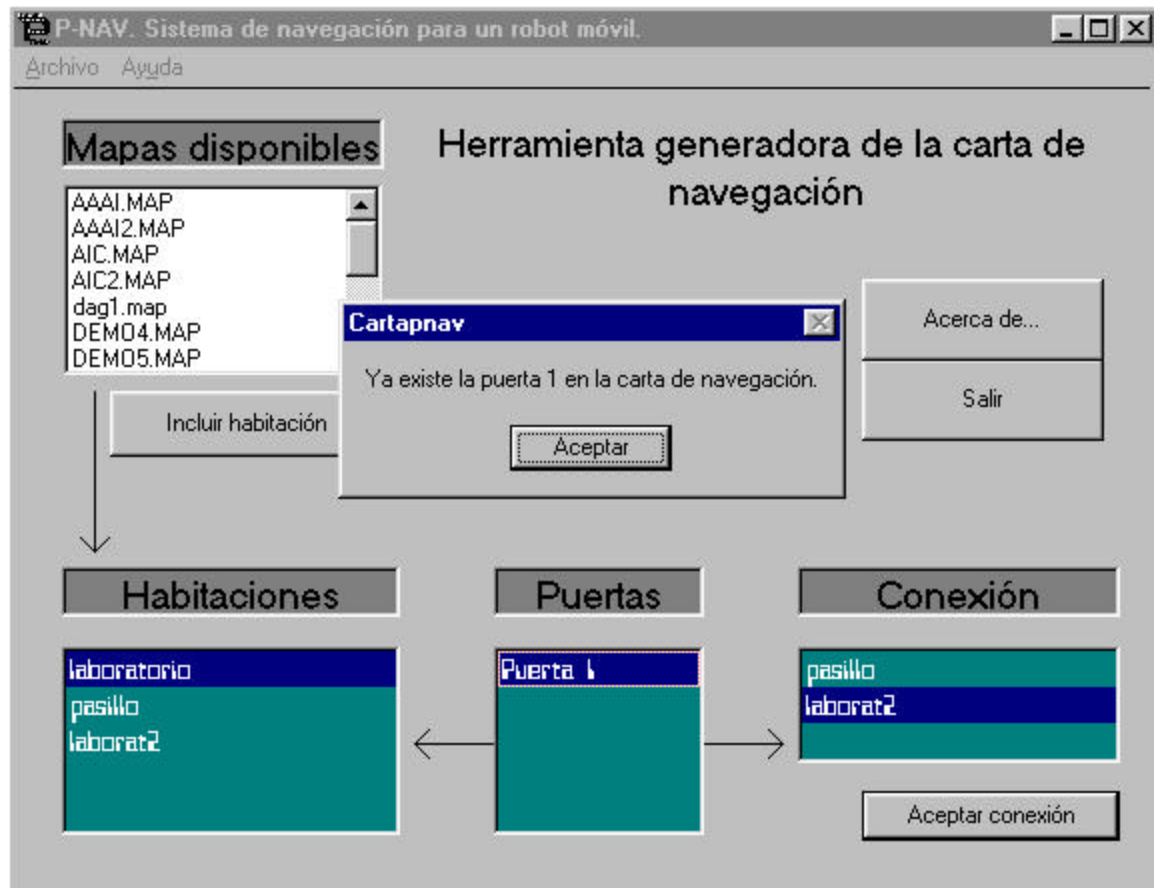 P-NAV. Sistema de navegación para un robot móvil.
Archivo Ayuda
Mapas disponibles
Herramienta generadora de la carta de
navegación
AAAI.MAP
AAAI2.MAP
AIC.MAP
AIC2.MAP
dag1.map
DEMO4.MAP
DEMO5.MAP
Cartapnav
Ya existe la puerta 1 en la carta de navegación.
Aceptar
Acerca de...
Salir
Incluir habitación
Habitaciones
Puertas
Conexión
laboratorio
pasillo
laborat2
Puerta 1
pasillo
laborat2
Aceptar conexión